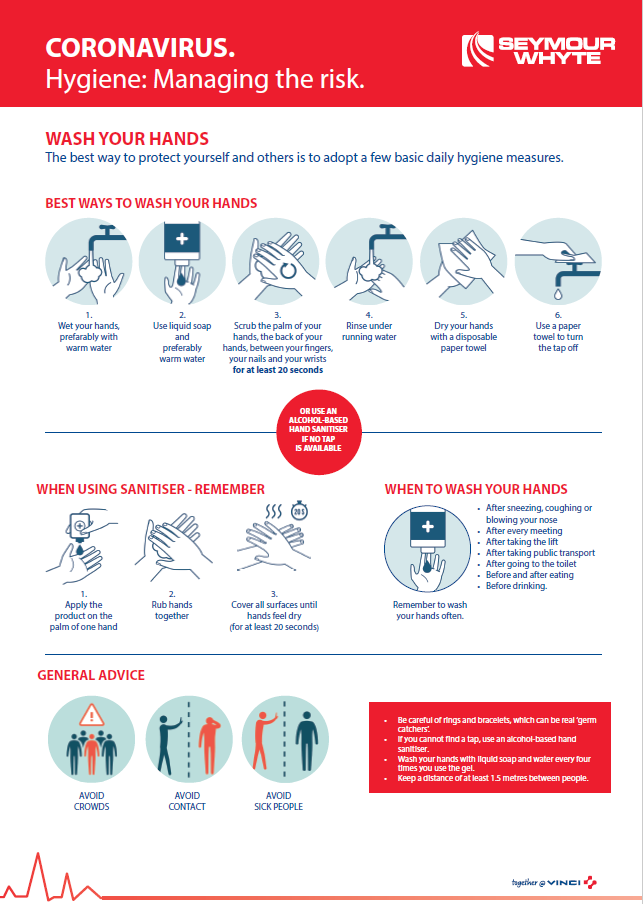 CORONAVIRUS.
Hygiene: Managing the risk.
SEYMOUR
WHYTE
WASH YOUR HANDS
The best way to protect yourself and others is to adopt a few basic daily hygiene measures.
BEST WAYS TO WASH YOUR HANDS
1.
Wet your hands,
prefarably with
warm water
2.
Use liquid soap
and
preferably
warm water
3.
Scrub the palm of your
hands, the back of your
hands, between your fingers,
your nails and your wrists
for at least 20 seconds
4.
Rinse under
running water
5.
Dry your hands
with a disposable
paper towel
6.
Use a paper
towel to turn
the tap off
OR USE AN
ALCOHOL-BASED
HAND SANITISER
IF NO TAP
IS AVAILABLE
WHEN USING SANITISER - REMEMBER
1.
Apply the
product on the
palm of one hand
2.
Rub hands
together
20 S
3.
Cover all surfaces until
hands feel dry
(for at least 20 seconds)
WHEN TO WASH YOUR HANDS
Remember to wash
your hands often.
• After sneezing, coughing or
blowing your nose
• After every meeting
• After taking the lift
• After taking public transport
• After going to the toilet
• Before and after eating
• Before drinking.
GENERAL ADVICE
AVOID
CROWDS
AVOID
CONTACT
AVOID
SICK PEOPLE
• Be careful of rings and bracelets, which can be real 'germ
catchers'.
• If you cannot find a tap, use an alcohol-based hand
sanitiser.
• Wash your hands with liquid soap and water every four
times you use the gel.
• Keep a distance of at least 1.5 metres between people.
together @ VINCI